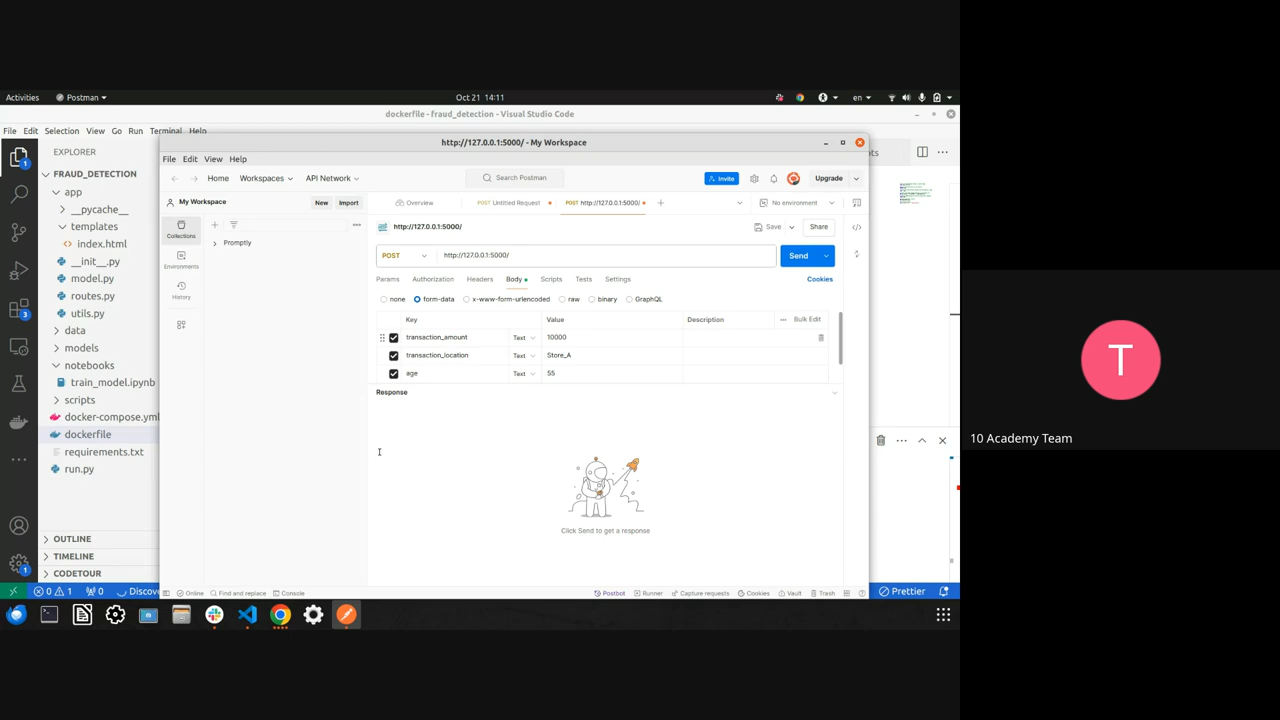 Activities
Postman
Oct 21 14:11
en
dockerfile - fraud_detection - Visual Studio Code
File Edit Selection View Go Run Terminal Help
EXPLORER
FRAUD_DETECTION
app
__pycache__
templates
index.html
__init__.py
model.py
routes.py
utils.py
data
models
notebooks
train_model.ipynb
scripts
docker-compose.yml
dockerfile
requirements.txt
run.py
OUTLINE
TIMELINE
CODETOUR
1
3
1
0 1 0 Discov
Prettier
http://127.0.0.1:5000/ - My Workspace
File Edit View Help
Home Workspaces API Network
Search Postman
Invite
Upgrade
My Workspace
New Import
Overview
POST Untitled Request
POST http://127.0.0.1:5000/
No environment
Collections
Environments
History
Promptly
http://127.0.0.1:5000/
Save
Share
POST
http://127.0.0.1:5000/
Send
Params Authorization Headers Body Scripts Tests Settings
Cookies
none form-data x-www-form-urlencoded raw binary GraphQL
Key Value Description Bulk Edit
transaction_amount Text 10000
transaction_location Text Store_A
age Text 55
Response
Click Send to get a response
Online Find and replace Console
Postbot Runner Capture requests Cookies Vault Trash
T
10 Academy Team